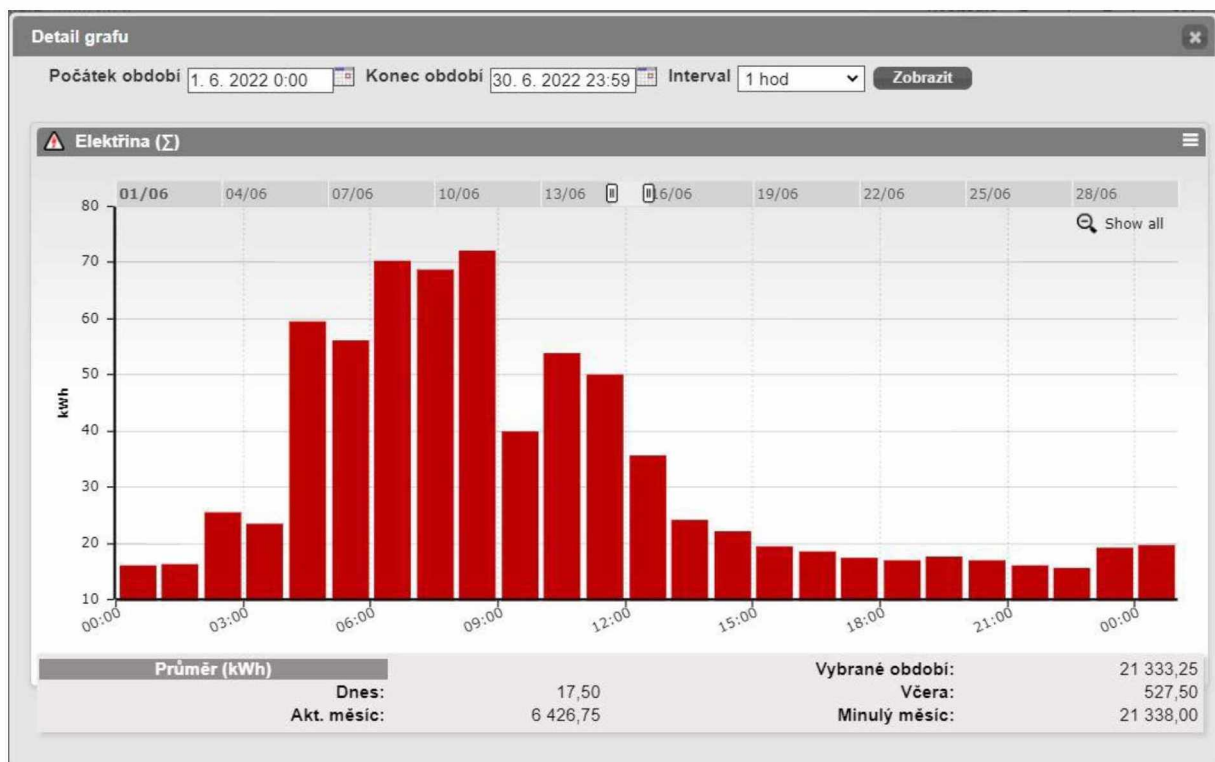 Detail grafu
Počátek období 1. 6. 2022 0:00 Konec období 30. 6. 2022 23:59 Interval 1 hod Zobrazit
Elektřina (∑)
01/06 04/06 07/06 10/06 13/06 16/06 19/06 22/06 25/06 28/06
Show all
80
70
60
50
40
30
20
10
kWh
00:00 03:00 06:00 09:00 12:00 15:00 18:00 21:00 00:00
Průměr (kWh) Vybrané období: 21 333,25
Dnes: 17,50 Včera: 527,50
Akt. měsíc: 6 426,75 Minulý měsíc: 21 338,00